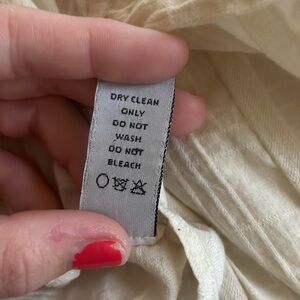 DRY CLEAN
ONLY
DO NOT
WASH
DO NOT
BLEACH